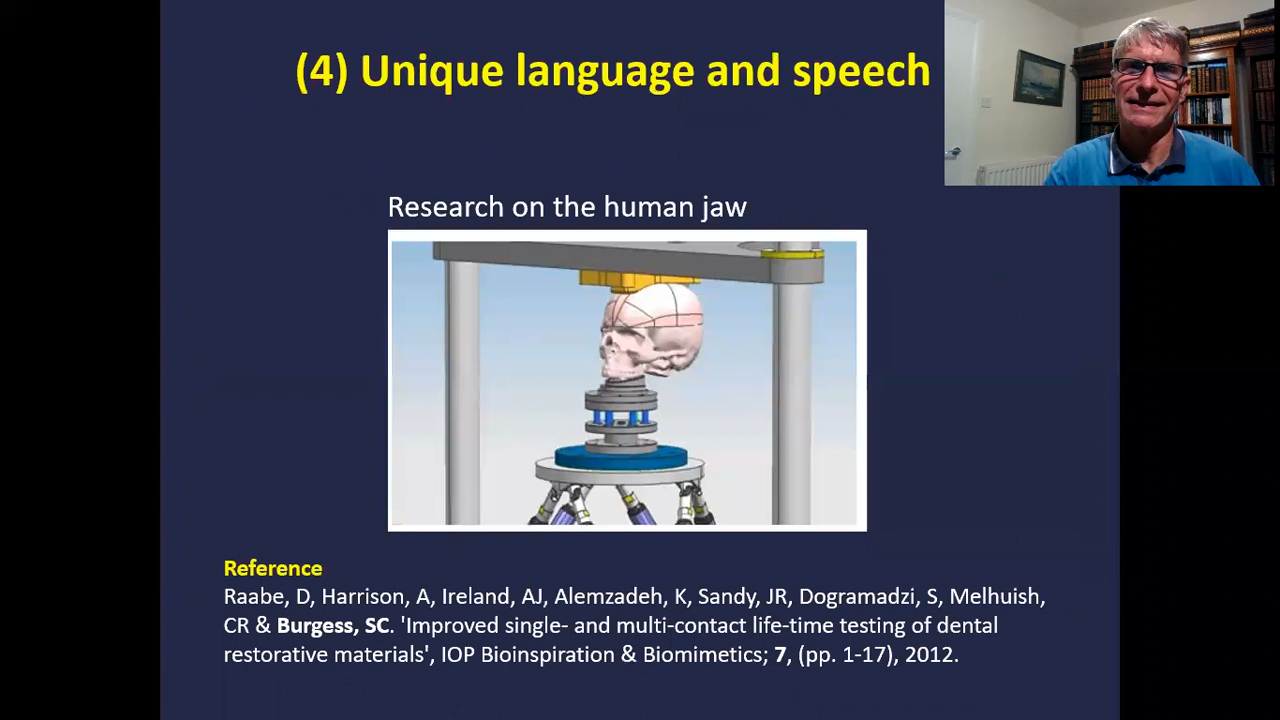 (4) Unique language and speech
Research on the human jaw
Reference
Raabe, D, Harrison, A, Ireland, AJ, Alemzadeh, K, Sandy, JR, Dogramadzi, S, Melhuish,
CR & Burgess, SC. 'Improved single- and multi-contact life-time testing of dental
restorative materials', IOP Bioinspiration & Biomimetics; 7, (pp. 1-17), 2012.